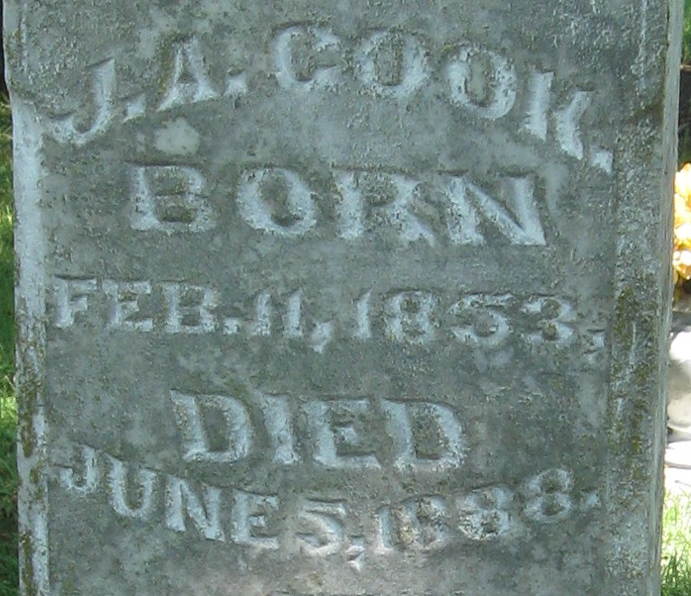 J. A. COOK.
BORN
FEB. 11, 1853.
DIED
JUNE 5, 1888.